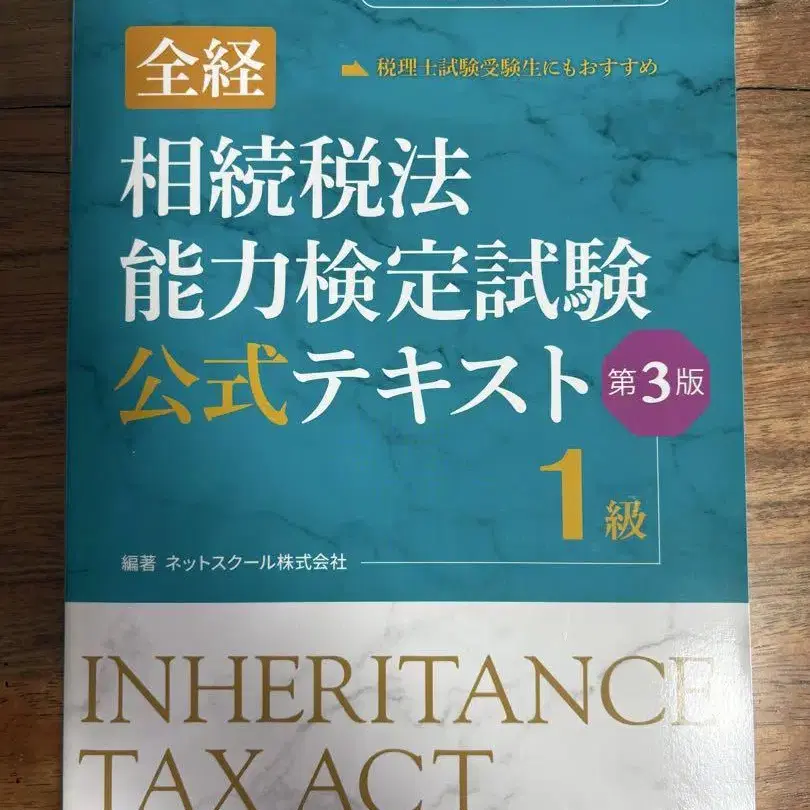 全経
税理士試験受験生にもおすすめ
相続税法
能力検定試験
公式テキスト 第3版
1級
編著 ネットスクール株式会社
INHERITANCE
TAX ACT